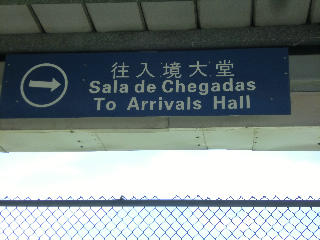 往入境大堂
Sala de Chegadas
To Arrivals Hall